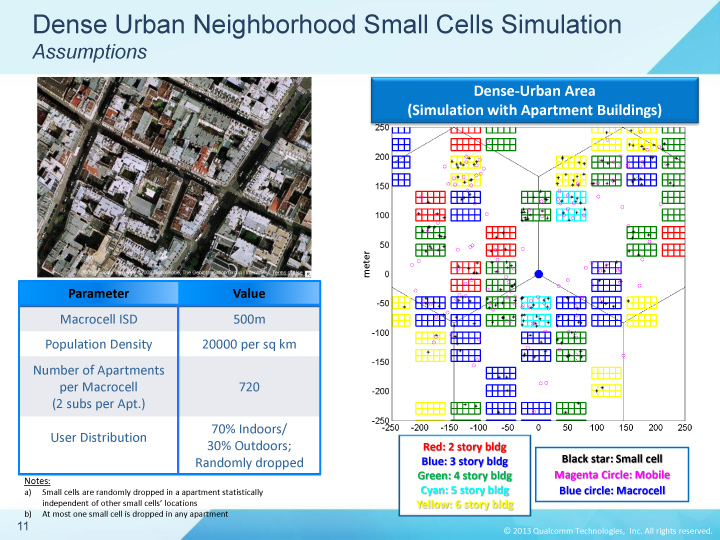 Dense Urban Neighborhood Small Cells Simulation
Assumptions
Dense-Urban Area
(Simulation with Apartment Buildings)
250
200
150
100
50
0
-50
-100
-150
-200
-250
meter
-250 -200 -150 -100 -50 0 50 100 150 200 250
Parameter Value
Macrocell ISD 500m
Population Density 20000 per sq km
Number of Apartments
per Macrocell
(2 subs per Apt.)
720
User Distribution
70% Indoors/
30% Outdoors;
Randomly dropped
Red: 2 story bldg
Blue: 3 story bldg
Green: 4 story bldg
Cyan: 5 story bldg
Yellow: 6 story bldg
Black star: Small cell
Magenta Circle: Mobile
Blue circle: Macrocell
Notes:
a) Small cells are randomly dropped in a apartment statistically
independent of other small cells’ locations
b) At most one small cell is dropped in any apartment
11
© 2013 Qualcomm Technologies, Inc. All rights reserved.